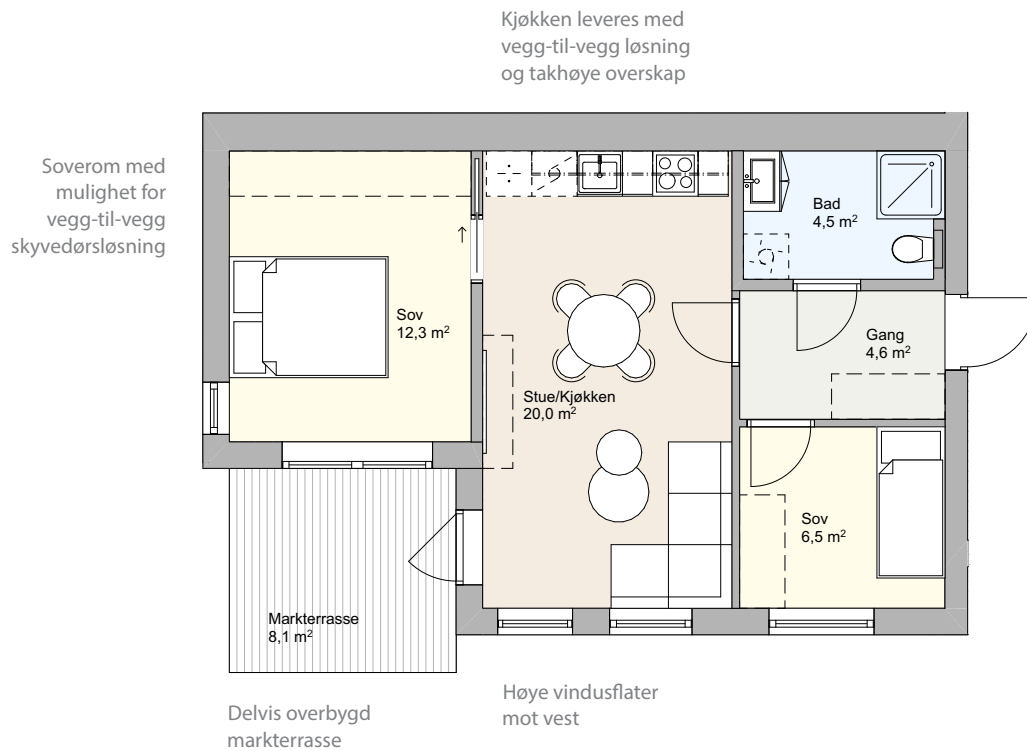 Kjøkken leveres med
vegg-til-vegg løsning
og takhøye overskap
Soverom med
mulighet for
vegg-til-vegg
skyvedørsløsning
Bad
4,5 m²
Sov
12,3 m²
Gang
4,6 m²
Stue/Kjøkken
20,0 m²
Sov
6,5 m²
Markterrasse
8,1 m²
Høye vindusflater
mot vest
Delvis overbygd
markterrasse